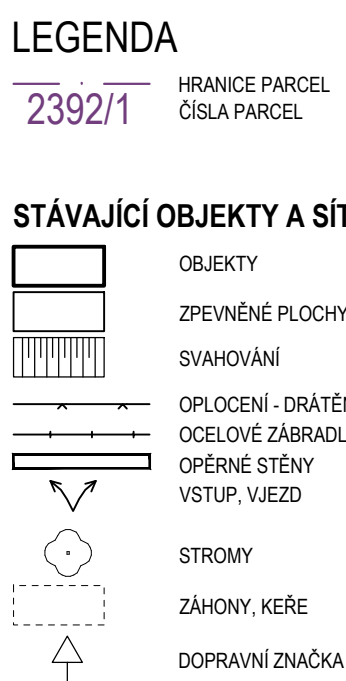 LEGENDA
HRANICE PARCEL
2392/1 ČÍSLA PARCEL
STÁVAJÍCÍ OBJEKTY A SÍT
OBJEKTY
ZPEVNĚNÉ PLOCHY
SVAHOVÁNÍ
OPLOCENÍ - DRÁTĚN
OCELOVÉ ZÁBRADL
OPĚRNÉ STĚNY
VSTUP, VJEZD
STROMY
ZÁHONY, KEŘE
DOPRAVNÍ ZNAČKA